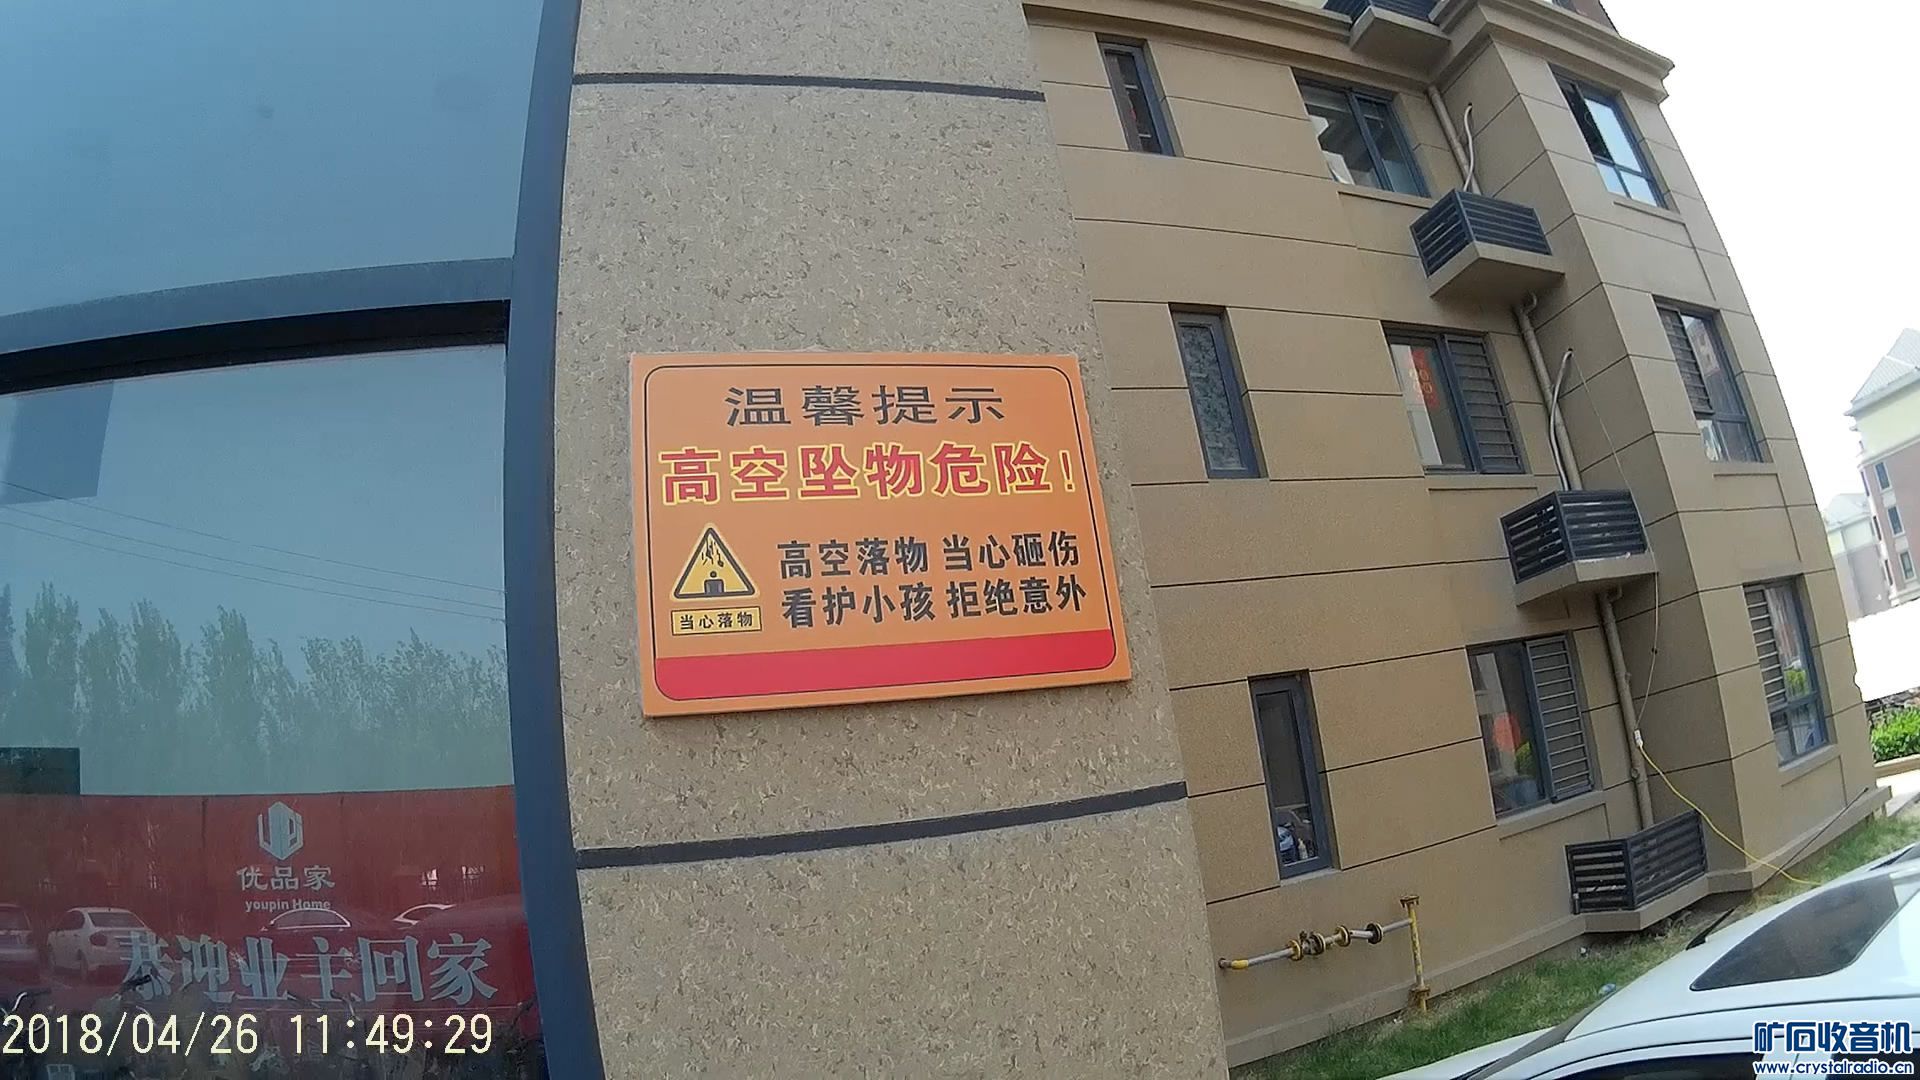 温馨提示
高空坠物危险！
高空落物 当心砸伤
看护小孩 拒绝意外
当心落物
优品家
youpin Home
恭迎业主回家
2018/04/26 11:49:29
矿石收音机
www.crystalradio.cn